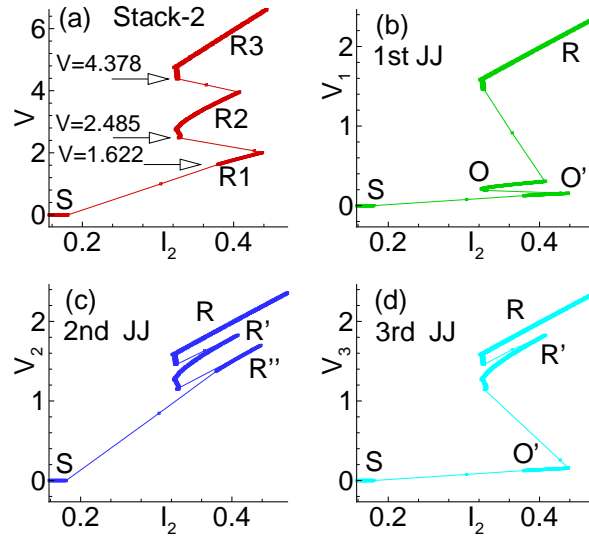 (a) Stack-2
V
6
4
2
0
V=4.378
V=2.485
V=1.622
R3
R2
R1
S
0.2
I2
0.4
(b)
1st JJ
V1
2
1
0
R
O
O'
S
0.2
I2
0.4
(c)
2nd JJ
V2
2
1
0
R
R'
R''
S
0.2
I2
0.4
(d)
3rd JJ
V3
2
1
0
R
R'
O'
S
0.2
I2
0.4